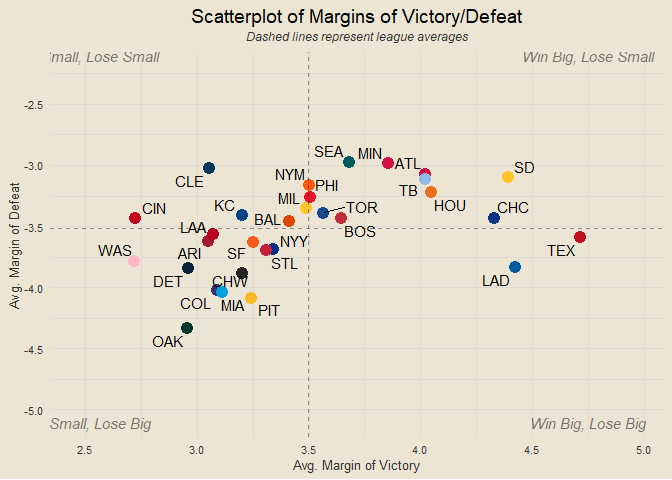 Scatterplot of Margins of Victory/Defeat
Dashed lines represent league averages
Small, Lose Small
Win Big, Lose Small
-2.5
SEA
MIN
ATL
-3.0
SD
CLE
NYM
PHI
TB
CIN
KC
MIL
TOR
HOU
CHC
BAL
BOS
-3.5
LAA
WAS
ARI
SF
NYY
STL
TEX
DET
CHW
LAD
-4.0
COL
MIA
PIT
OAK
-4.5
-5.0
Small, Lose Big
Win Big, Lose Big
2.5
3.0
3.5
4.0
4.5
5.0
Avg. Margin of Victory
Avg. Margin of Defeat